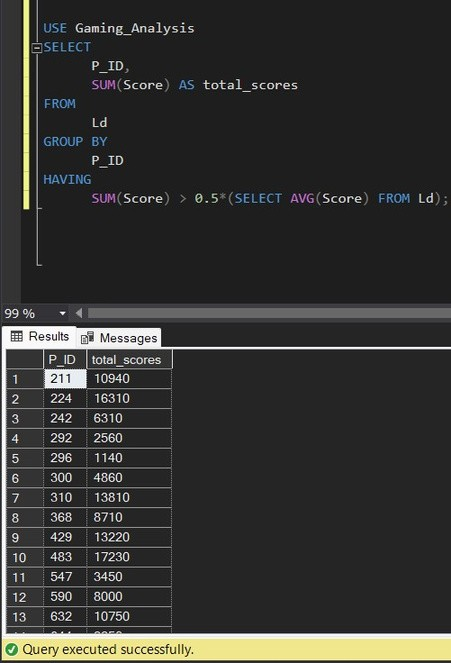 USE Gaming_Analysis
SELECT
P_ID,
SUM(Score) AS total_scores
FROM
Ld
GROUP BY
P_ID
HAVING
SUM(Score) > 0.5*(SELECT AVG(Score) FROM Ld);
99 %
Results Messages
P_ID total_scores
1 211 10940
2 224 16310
3 242 6310
4 292 2560
5 296 1140
6 300 4860
7 310 13810
8 368 8710
9 429 13220
10 483 17230
11 547 3450
12 590 8000
13 632 10750
Query executed successfully.